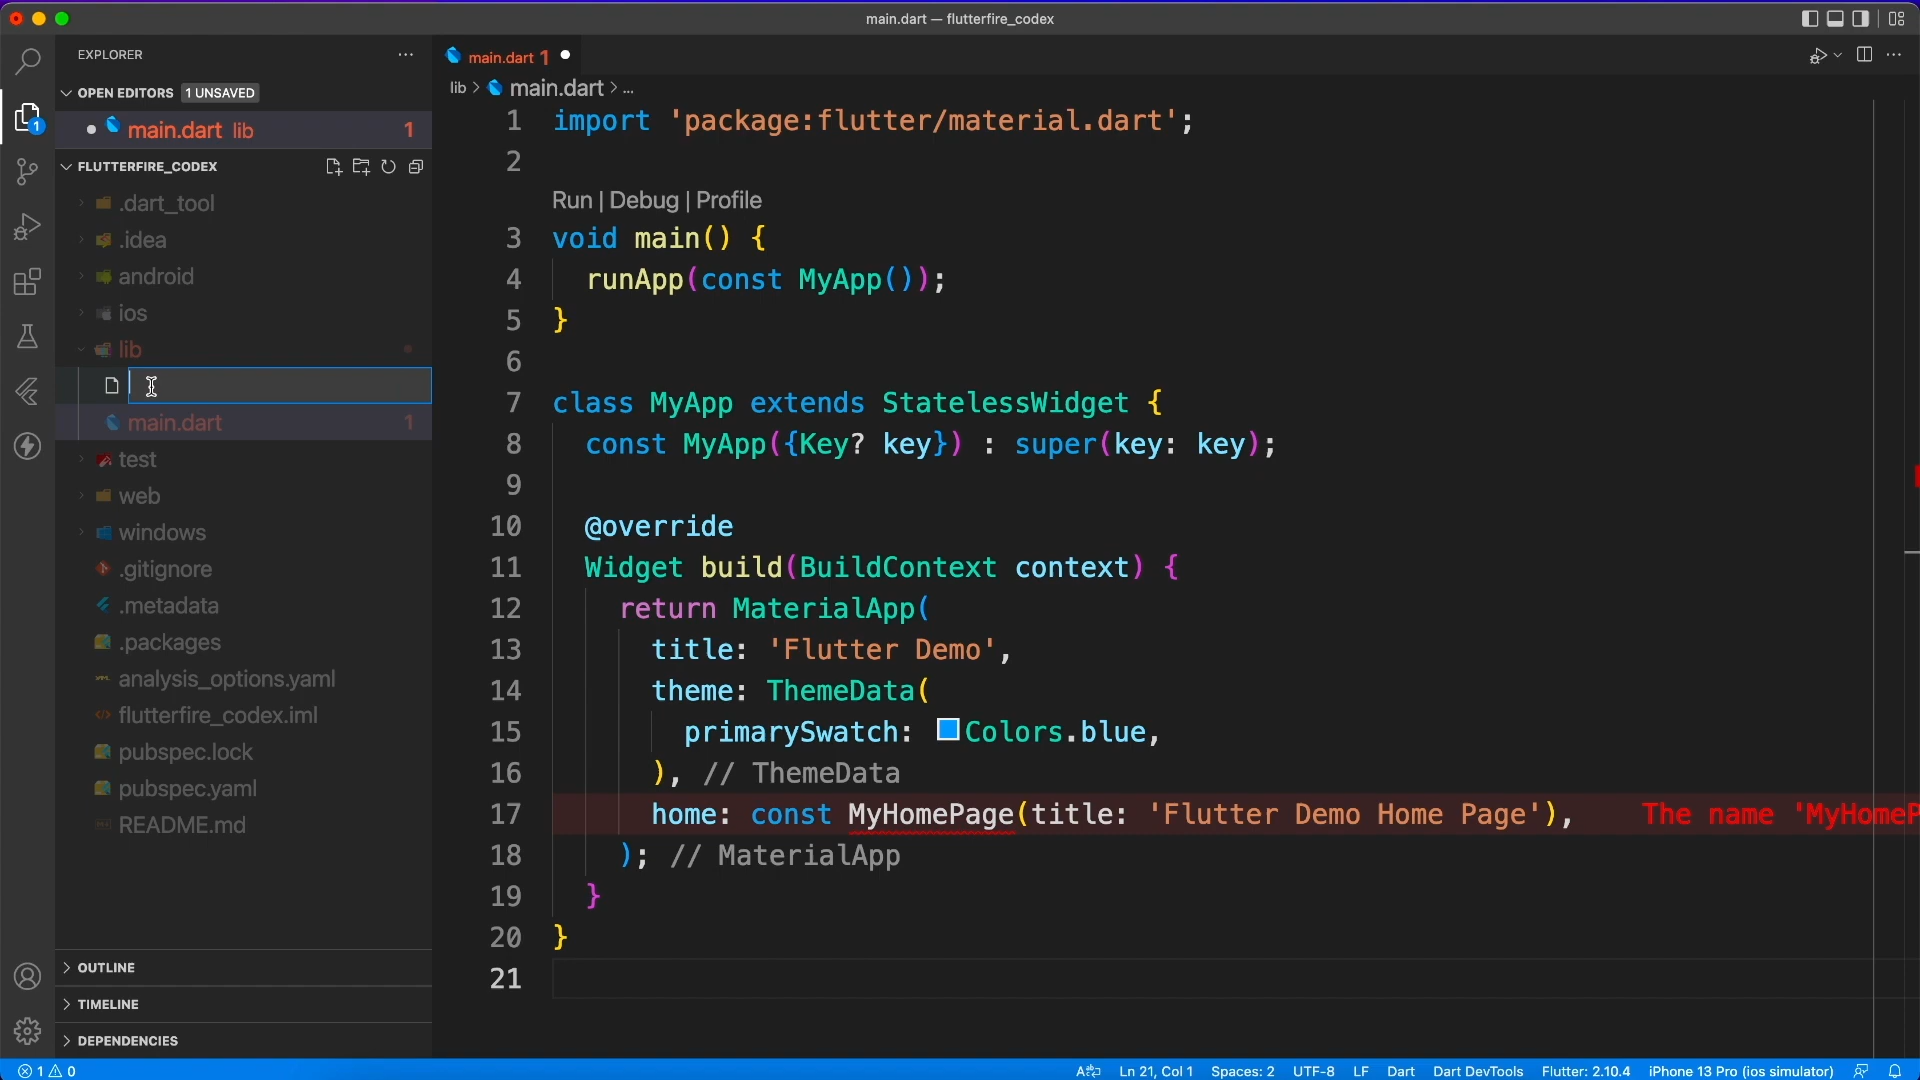 main.dart — flutterfire_codex
EXPLORER
OPEN EDITORS 1 UNSAVED
main.dart lib 1
FLUTTERFIRE_CODEX
.dart_tool
.idea
android
ios
lib
main.dart 1
test
web
windows
.gitignore
.metadata
.packages
analysis_options.yaml
flutterfire_codex.iml
pubspec.lock
pubspec.yaml
README.md
OUTLINE
TIMELINE
DEPENDENCIES
1
main.dart 1
lib > main.dart > ...
1 import 'package:flutter/material.dart';
2
Run | Debug | Profile
3 void main() {
4 runApp(const MyApp());
5 }
6
7 class MyApp extends StatelessWidget {
8 const MyApp({Key? key}) : super(key: key);
9
10 @override
11 Widget build(BuildContext context) {
12 return MaterialApp(
13 title: 'Flutter Demo',
14 theme: ThemeData(
15 primarySwatch: Colors.blue,
16 ), // ThemeData
17 home: const MyHomePage(title: 'Flutter Demo Home Page'), The name 'MyHomeP
18 ); // MaterialApp
19 }
20 }
21
1 0 Ln 21, Col 1 Spaces: 2 UTF-8 LF Dart Dart DevTools Flutter: 2.10.4 iPhone 13 Pro (ios simulator)